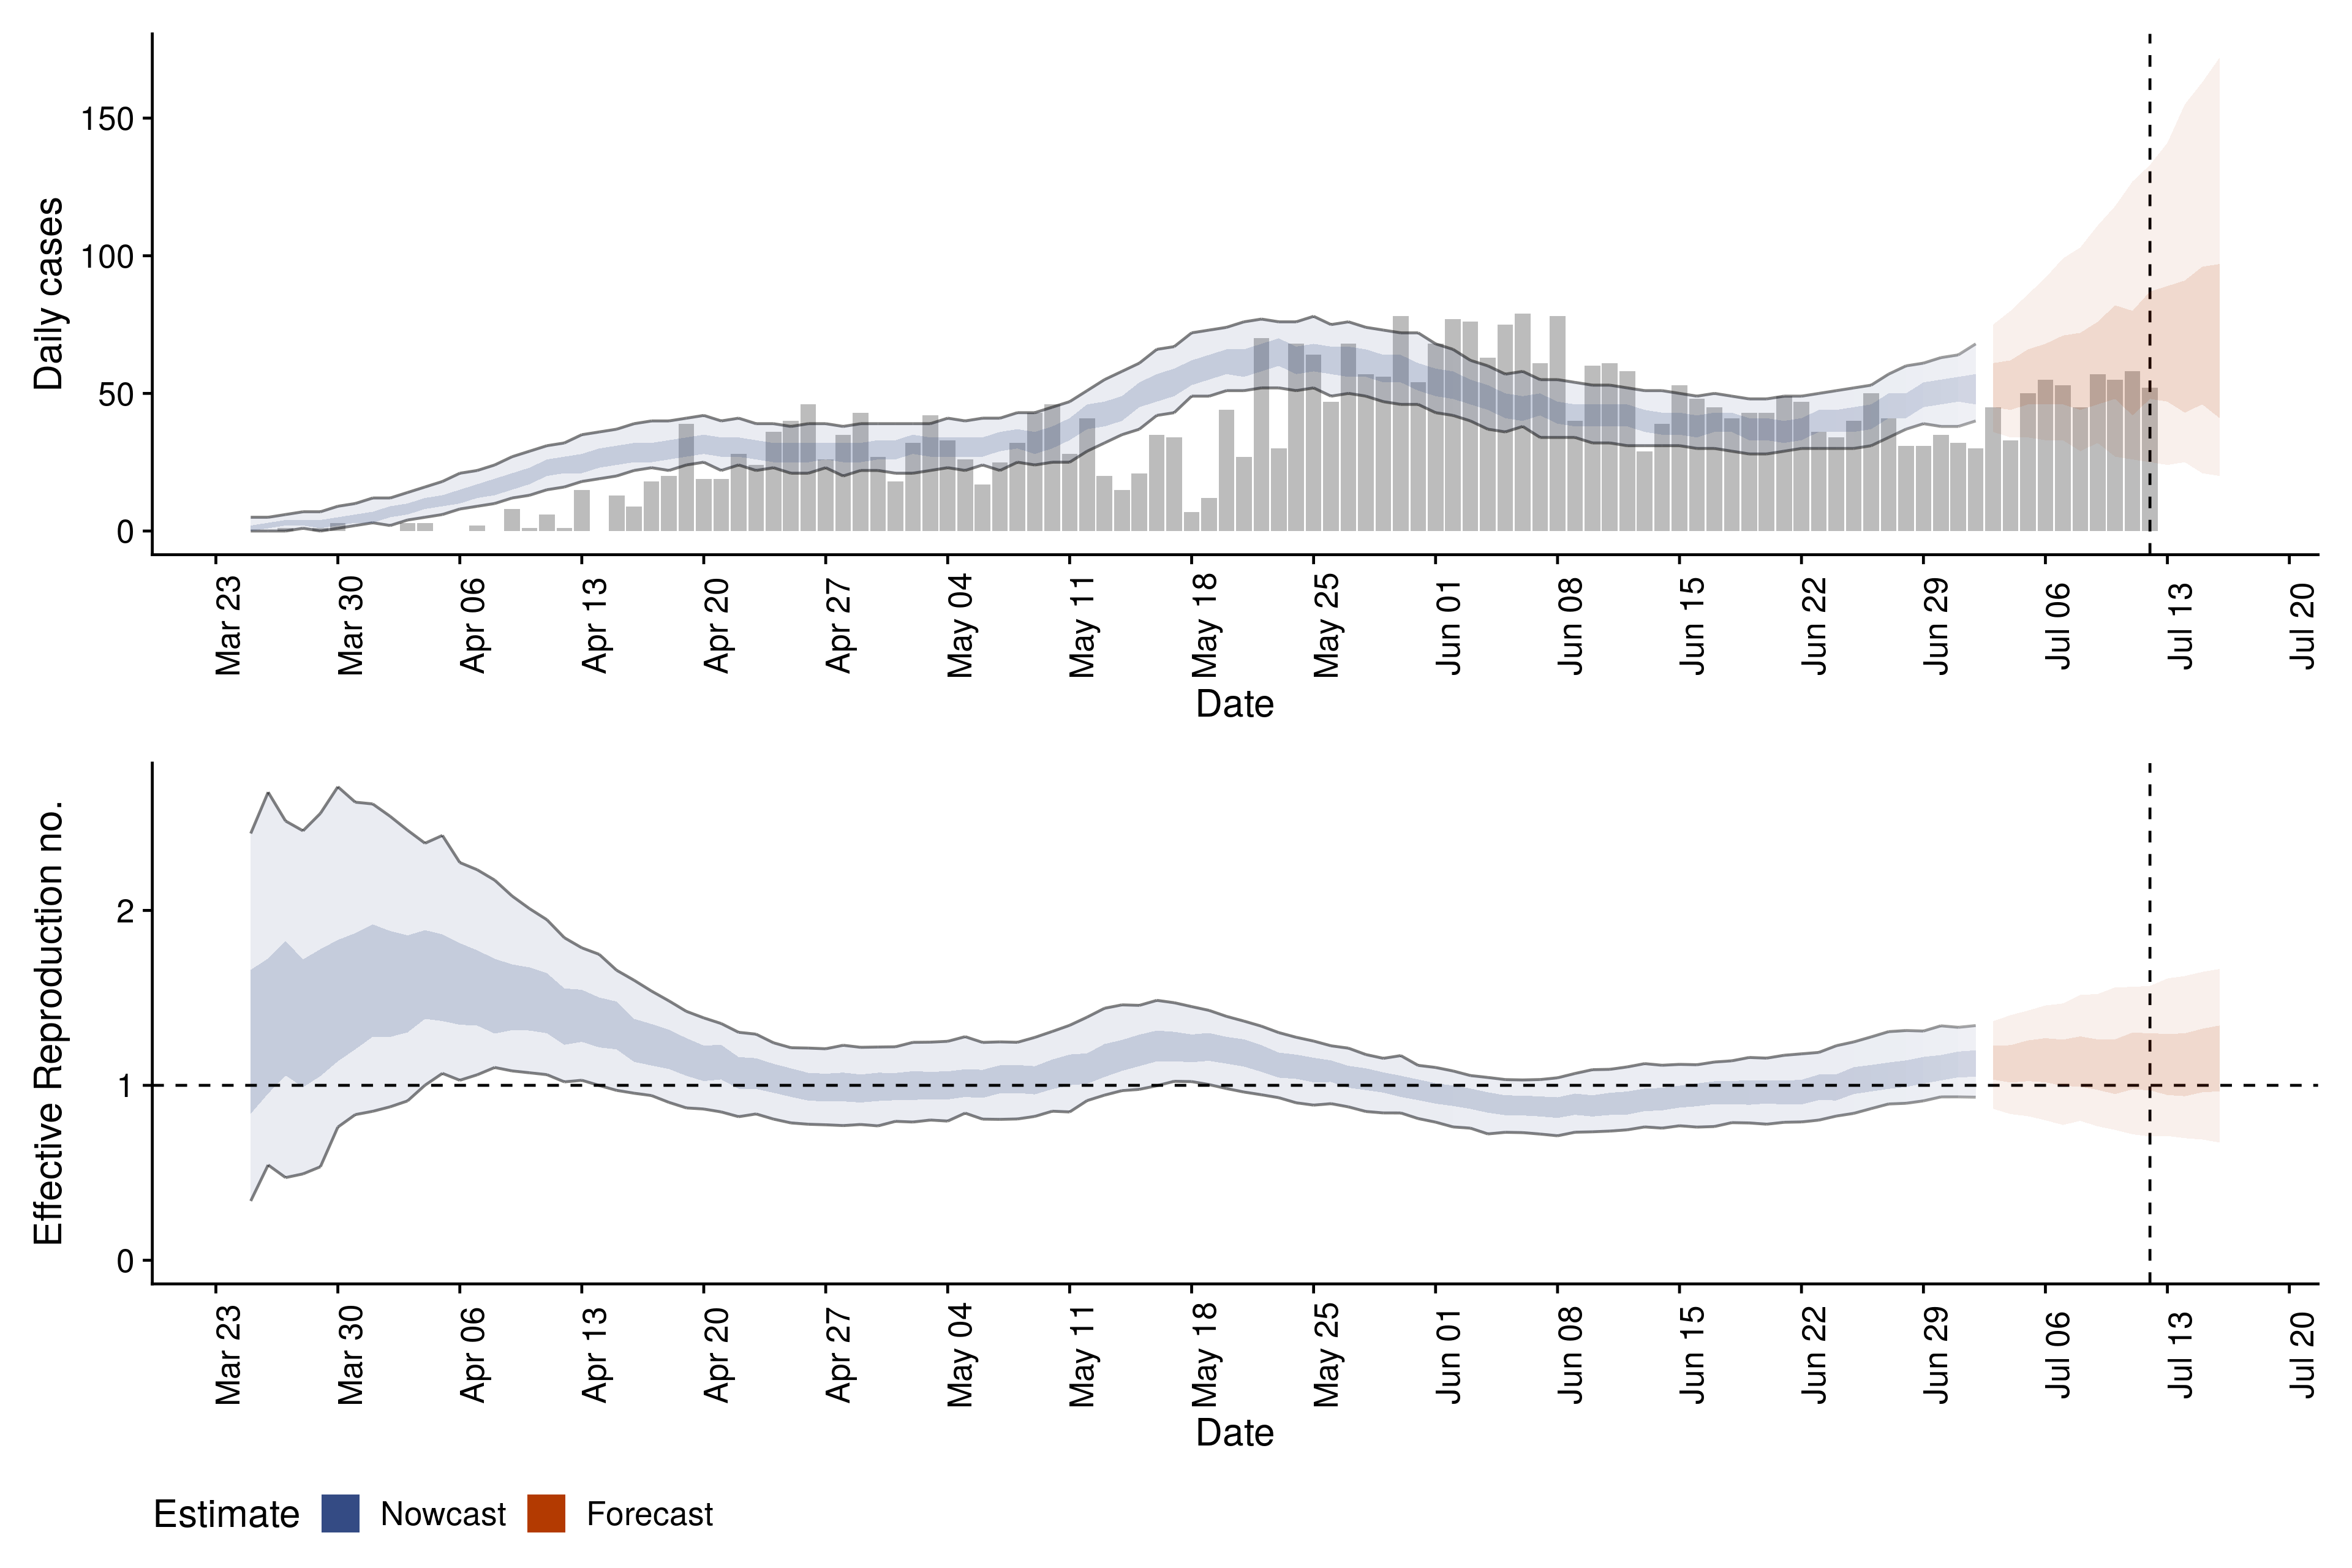 Daily cases
150
100
50
0
Mar 23
Mar 30
Apr 06
Apr 13
Apr 20
Apr 27
May 04
May 11
May 18
May 25
Jun 01
Jun 08
Jun 15
Jun 22
Jun 29
Jul 06
Jul 13
Jul 20
Date
Effective Reproduction no.
2
1
0
Mar 23
Mar 30
Apr 06
Apr 13
Apr 20
Apr 27
May 04
May 11
May 18
May 25
Jun 01
Jun 08
Jun 15
Jun 22
Jun 29
Jul 06
Jul 13
Jul 20
Date
Estimate Nowcast Forecast